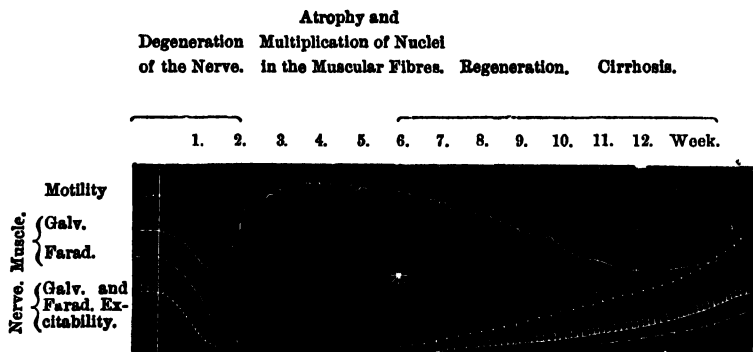 Atrophy and
Degeneration Multiplication of Nuclei
of the Nerve. in the Muscular Fibres. Regeneration. Cirrhosis.
1. 2. 3. 4. 5. 6. 7. 8. 9. 10. 11. 12. Week.
Motility
Muscle.
Galv.
Farad.
Nerve.
Galv. and
Farad. Ex-
citability.